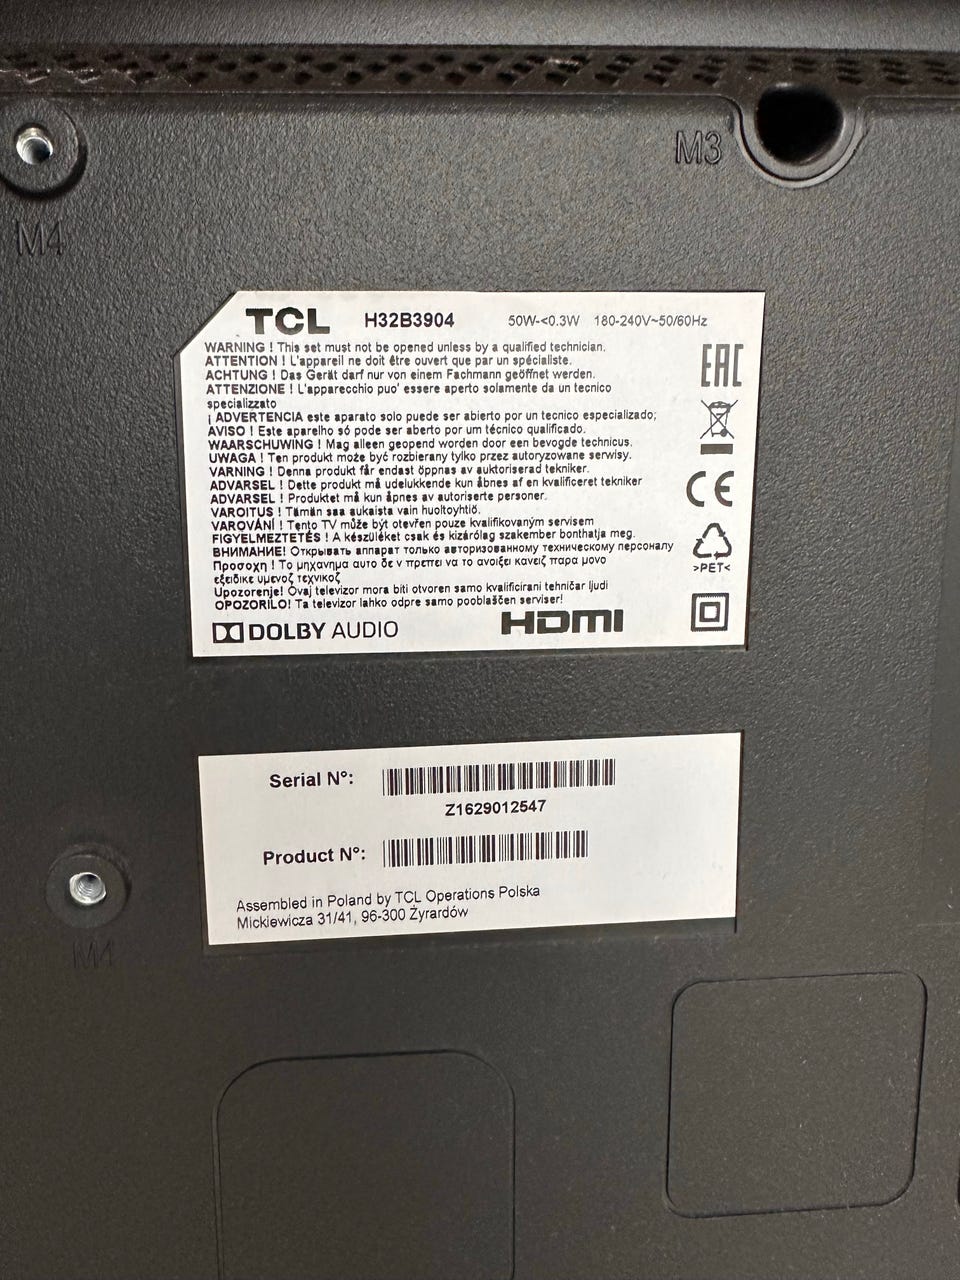 M3
M4
TCL H32B3904 50W-<0.3W 180-240V~50/60Hz
WARNING ! This set must not be opened unless by a qualified technician.
ATTENTION ! L'appareil ne doit être ouvert que par un spécialiste.
ACHTUNG ! Das Gerät darf nur von einem Fachmann geöffnet werden.
ATTENZIONE ! L'apparecchio puo' essere aperto solamente da un tecnico
specializzato
¡ ADVERTENCIA este aparato solo puede ser abierto por un tecnico especializado;
AVISO ! Este aparelho só pode ser aberto por um técnico qualificado.
WAARSCHUWING ! Mag alleen geopend worden door een bevogde technicus.
UWAGA ! Ten produkt może być rozbierany tylko przez autoryzowane serwisy.
VARNING ! Denna produkt får endast öppnas av auktoriserad tekniker.
ADVARSEL ! Dette produkt må udelukkende kun åbnes af en kvalificeret tekniker
ADVARSEL ! Produktet må kun åpnes av autoriserte personer.
VAROITUS ! Tämän saa aukaista vain huoltoyhtiö.
VAROVÁNÍ ! Tento TV může být otevřen pouze kvalifikovaným servisem
FIGYELMEZTETÉS ! A készüléket csak és kizárólag szakember bonthatja meg.
ВНИМАНИЕ! Открывать аппарат только авторизованному техническому персоналу
Προσοχη ! Το μηχανημα αυτο δε ν πρεπει να το ανοιξει κανειζ παρα μονο
εξειδικε υμενοζ τεχνικοζ
Upozorenje! Ovaj televizor mora biti otvoren samo kvalificirani tehničar ljudi
OPOZORILO! Ta televizor lahko odpre samo pooblaščen serviser!
DOLBY AUDIO HDMI
EAC
CE
>PET<
Serial N°:
Z1629012547
Product N°:
Assembled in Poland by TCL Operations Polska
Mickiewicza 31/41, 96-300 Żyrardów
M4